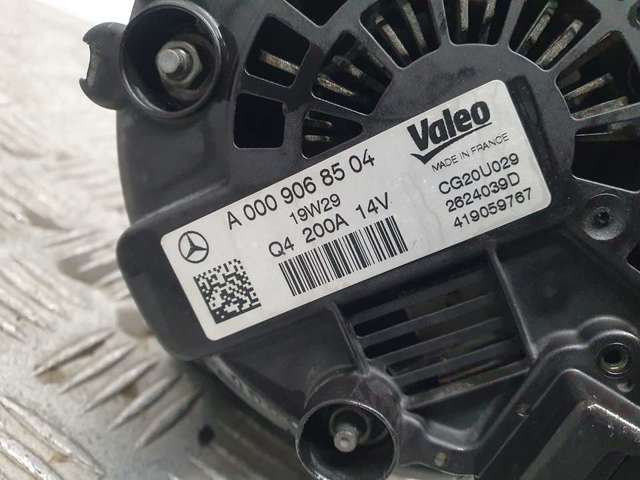 A 000 906 85 04
19W29
Q4 200A 14V
Valeo
MADE IN FRANCE
CG20U029
2624039D
419059767